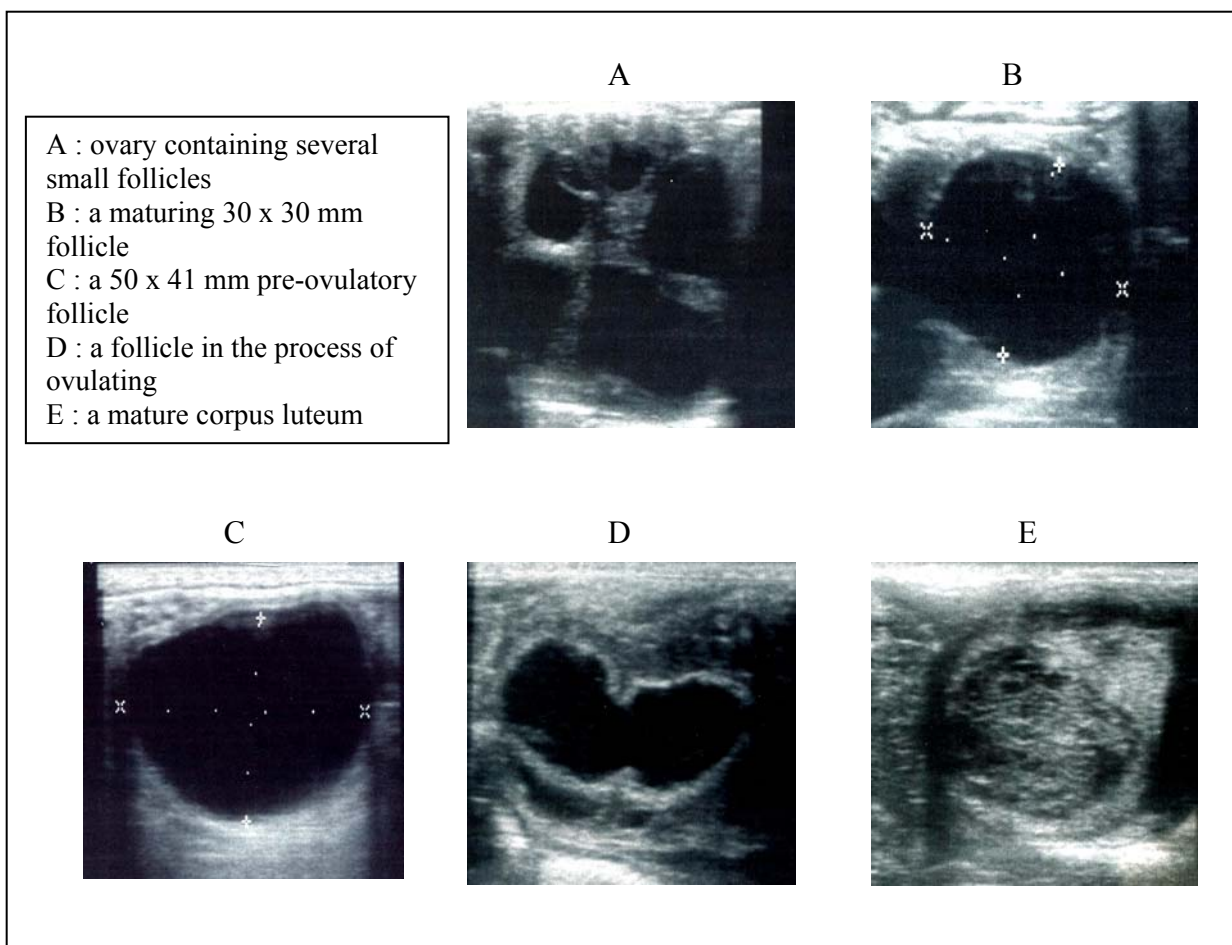 A
B
A : ovary containing several
small follicles
B : a maturing 30 x 30 mm
follicle
C : a 50 x 41 mm pre-ovulatory
follicle
D : a follicle in the process of
ovulating
E : a mature corpus luteum
C
D
E